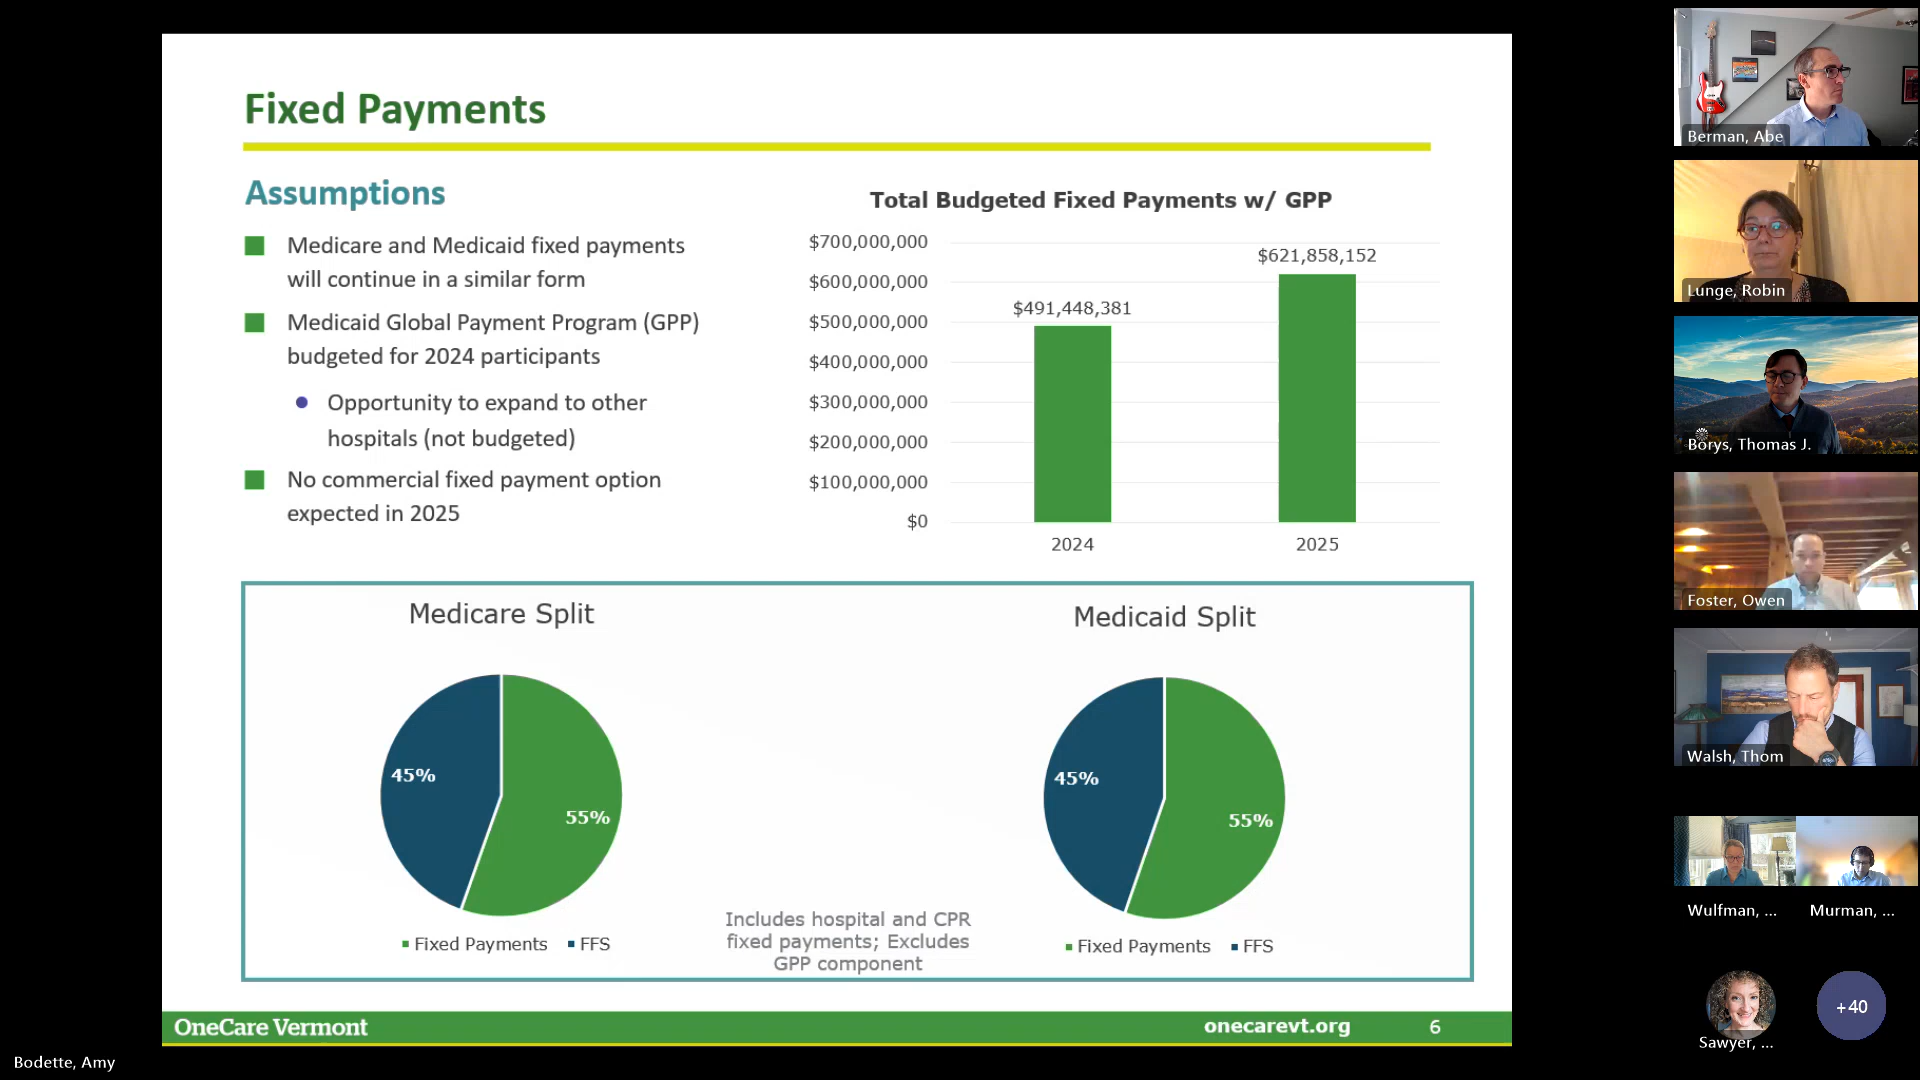 Fixed Payments
Assumptions
Medicare and Medicaid fixed payments
will continue in a similar form
Medicaid Global Payment Program (GPP)
budgeted for 2024 participants
Opportunity to expand to other
hospitals (not budgeted)
No commercial fixed payment option
expected in 2025
Total Budgeted Fixed Payments w/ GPP
$700,000,000
$600,000,000
$500,000,000
$400,000,000
$300,000,000
$200,000,000
$100,000,000
$0
$491,448,381
$621,858,152
2024
2025
Medicare Split
45%
55%
Fixed Payments FFS
Includes hospital and CPR
fixed payments; Excludes
GPP component
Medicaid Split
45%
55%
Fixed Payments FFS
OneCare Vermont
onecarevt.org
6
Bodette, Amy
Berman, Abe
Lunge, Robin
Borys, Thomas J.
Foster, Owen
Walsh, Thom
Wulfman, ...
Murman, ...
Sawyer, ...
+40